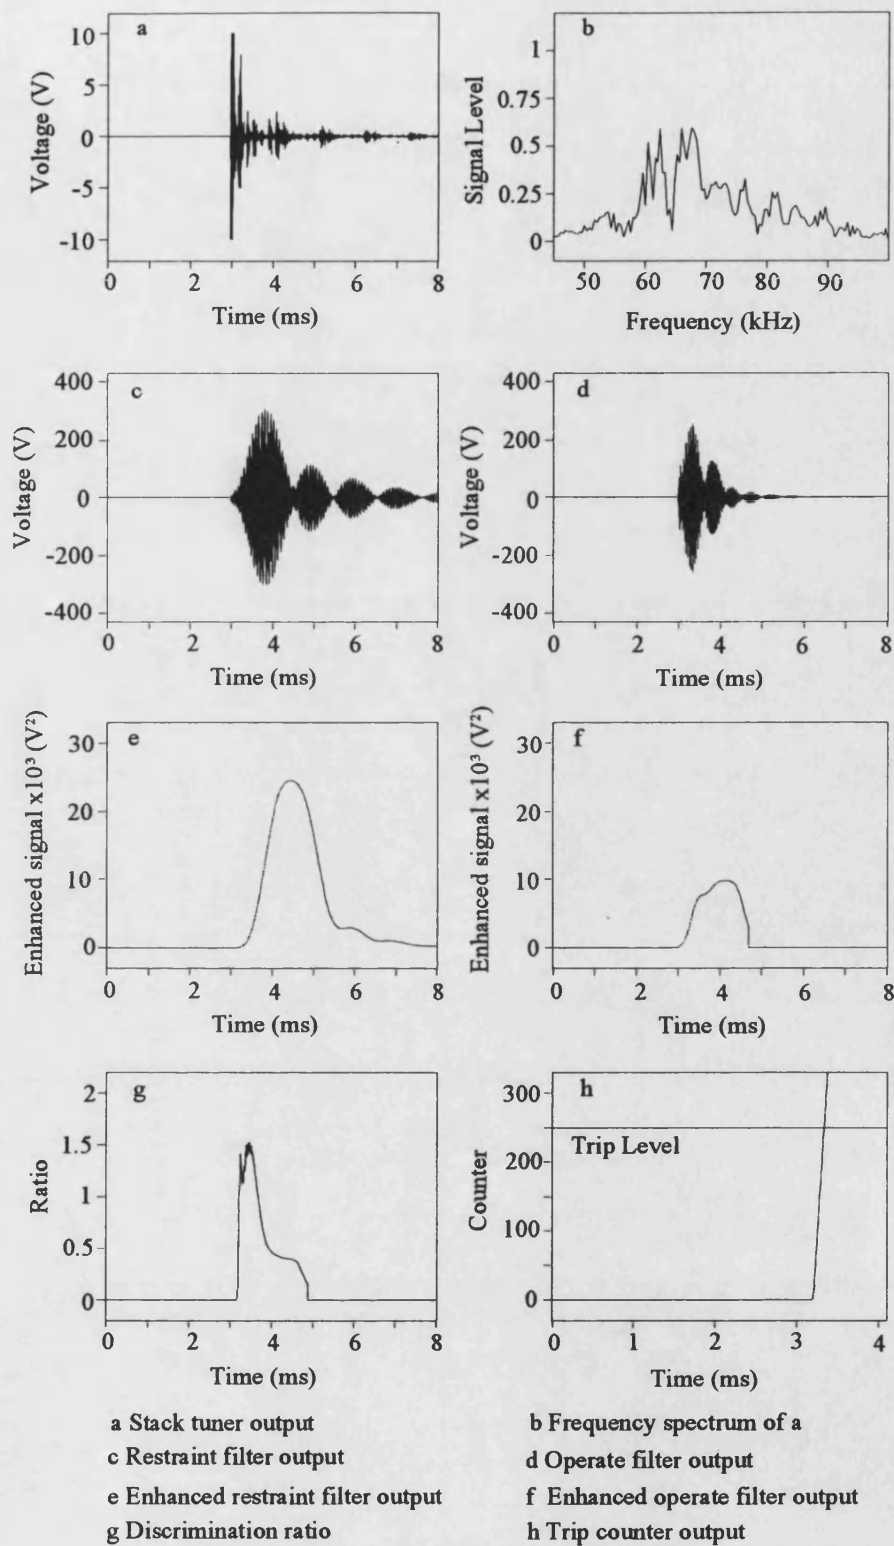 a
10
5
0
-5
-10
Voltage (V)
0 2 4 6 8
Time (ms)
b
1
0.75
0.5
0.25
0
Signal Level
50 60 70 80 90
Frequency (kHz)
c
400
200
0
-200
-400
Voltage (V)
0 2 4 6 8
Time (ms)
d
400
200
0
-200
-400
Voltage (V)
0 2 4 6 8
Time (ms)
e
30
20
10
0
Enhanced signal x10³ (V²)
0 2 4 6 8
Time (ms)
f
30
20
10
0
Enhanced signal x10³ (V²)
0 2 4 6 8
Time (ms)
g
2
1.5
1
0.5
0
Ratio
0 2 4 6 8
Time (ms)
h
300
200
100
0
Trip Level
Counter
0 1 2 3 4
Time (ms)
a Stack tuner output
b Frequency spectrum of a
c Restraint filter output
d Operate filter output
e Enhanced restraint filter output
f Enhanced operate filter output
g Discrimination ratio
h Trip counter output